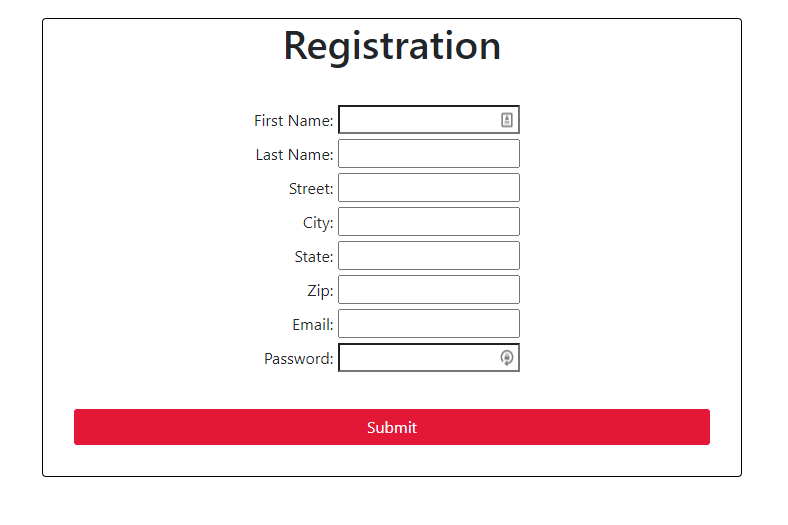 Registration
First Name:
Last Name:
Street:
City:
State:
Zip:
Email:
Password:
Submit